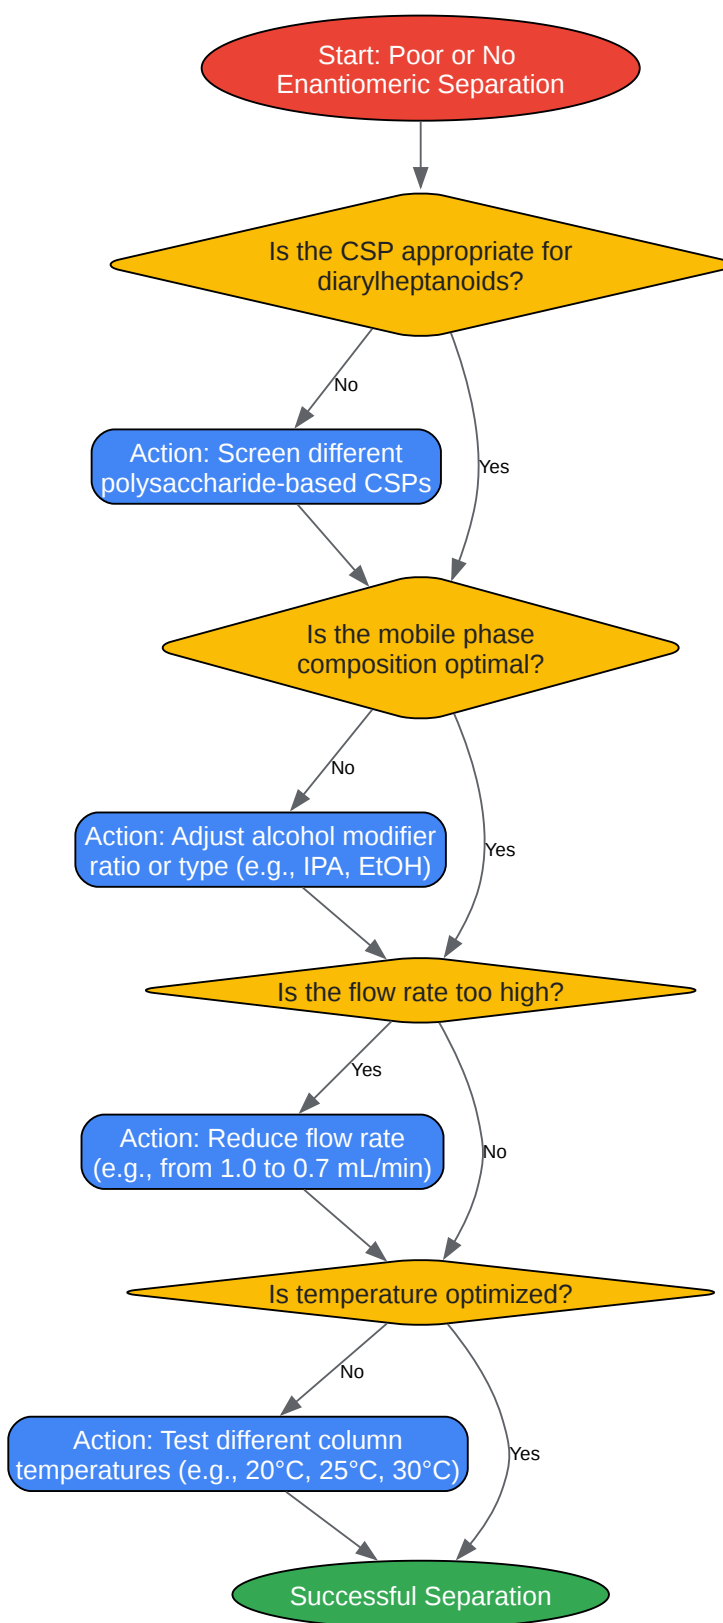 Start: Poor or No
Enantiomeric Separation
Is the CSP appropriate for
diarylheptanoids?
No
Yes
Action: Screen different
polysaccharide-based CSPs
Is the mobile phase
composition optimal?
No
Yes
Action: Adjust alcohol modifier
ratio or type (e.g., IPA, EtOH)
Is the flow rate too high?
Yes
No
Action: Reduce flow rate
(e.g., from 1.0 to 0.7 mL/min)
Is temperature optimized?
No
Yes
Action: Test different column
temperatures (e.g., 20°C, 25°C, 30°C)
Successful Separation